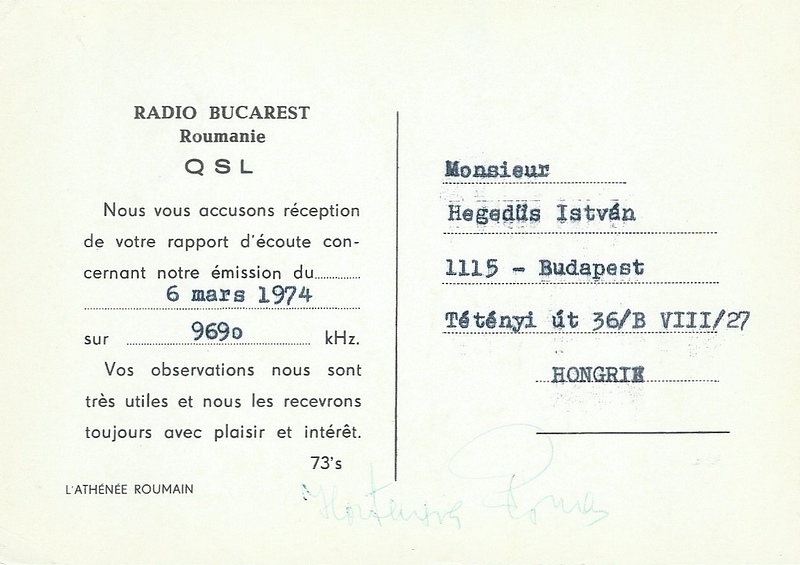 RADIO BUCAREST
Roumanie
QSL
Nous vous accusons réception
de votre rapport d'écoute con-
cernant notre émission du
6 mars 1974
sur 9690 kHz.
Vos observations nous sont
très utiles et nous les recevrons
toujours avec plaisir et intérêt.
73's
L'ATHÉNÉE ROUMAIN
Monsieur
Hegedüs István
1115 - Budapest
Tétényi út 36/B VIII/27
HONGRIE